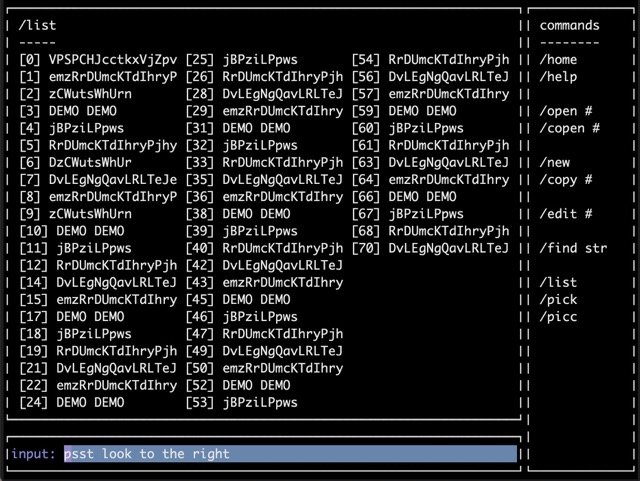 /list
-----
[0] VPSPCHJcctkxVjZpv [25] jBPziLPpws [54] RrDUmcKTdIhryPjh
[1] emzRrDUmcKTdIhryP [26] RrDUmcKTdIhryPjh [56] DvLEgNgQavLRLTeJ
[2] zCWutsWhUrn [28] DvLEgNgQavLRLTeJ [57] emzRrDUmcKTdIhry
[3] DEMO DEMO [29] emzRrDUmcKTdIhry [59] DEMO DEMO
[4] jBPziLPpws [31] DEMO DEMO [60] jBPziLPpws
[5] RrDUmcKTdIhryPjhy [32] jBPziLPpws [61] RrDUmcKTdIhryPjh
[6] DzCWutsWhUr [33] RrDUmcKTdIhryPjh [63] DvLEgNgQavLRLTeJ
[7] DvLEgNgQavLRLTeJe [35] DvLEgNgQavLRLTeJ [64] emzRrDUmcKTdIhry
[8] emzRrDUmcKTdIhryP [36] emzRrDUmcKTdIhry [66] DEMO DEMO
[9] zCWutsWhUrn [38] DEMO DEMO [67] jBPziLPpws
[10] DEMO DEMO [39] jBPziLPpws [68] RrDUmcKTdIhryPjh
[11] jBPziLPpws [40] RrDUmcKTdIhryPjh [70] DvLEgNgQavLRLTeJ
[12] RrDUmcKTdIhryPjh [42] DvLEgNgQavLRLTeJ
[14] DvLEgNgQavLRLTeJ [43] emzRrDUmcKTdIhry
[15] emzRrDUmcKTdIhry [45] DEMO DEMO
[17] DEMO DEMO [46] jBPziLPpws
[18] jBPziLPpws [47] RrDUmcKTdIhryPjh
[19] RrDUmcKTdIhryPjh [49] DvLEgNgQavLRLTeJ
[21] DvLEgNgQavLRLTeJ [50] emzRrDUmcKTdIhry
[22] emzRrDUmcKTdIhry [52] DEMO DEMO
[24] DEMO DEMO [53] jBPziLPpws
commands
--------
/home
/help
/open #
/copen #
/new
/copy #
/edit #
/find str
/list
/pick
/picc
input: psst look to the right